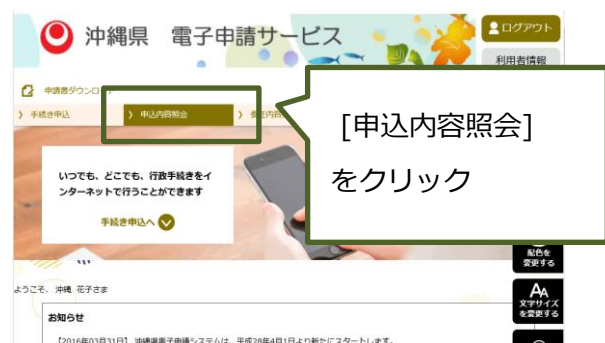 沖縄県 電子申請サービス
ログアウト
利用者情報
申請書ダウンロ
手続き申込
申込内容照会
[申込内容照会]
をクリック
いつでも、どこでも、行政手続きをイ
ンターネットで行うことができます
手続き申込へ
配色を
変更する
ようこそ、 沖縄 花子さま
AA
文字サイズ
を変更する
お知らせ
【2016年03月31日】 沖縄県電子申請システムは、平成28年4月1日より新たにスタートします。